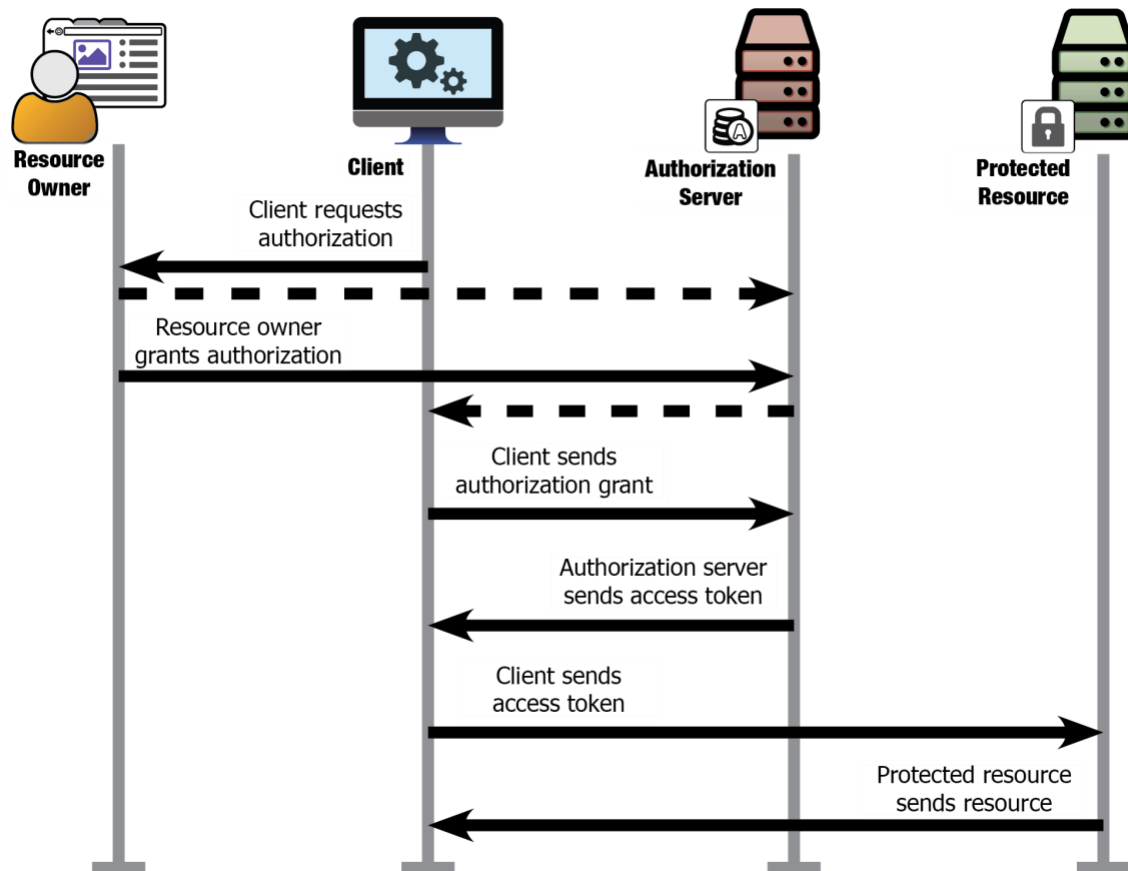 Resource
Owner
Client
Authorization
Server
Protected
Resource
Client requests
authorization
Resource owner
grants authorization
Client sends
authorization grant
Authorization server
sends access token
Client sends
access token
Protected resource
sends resource
A